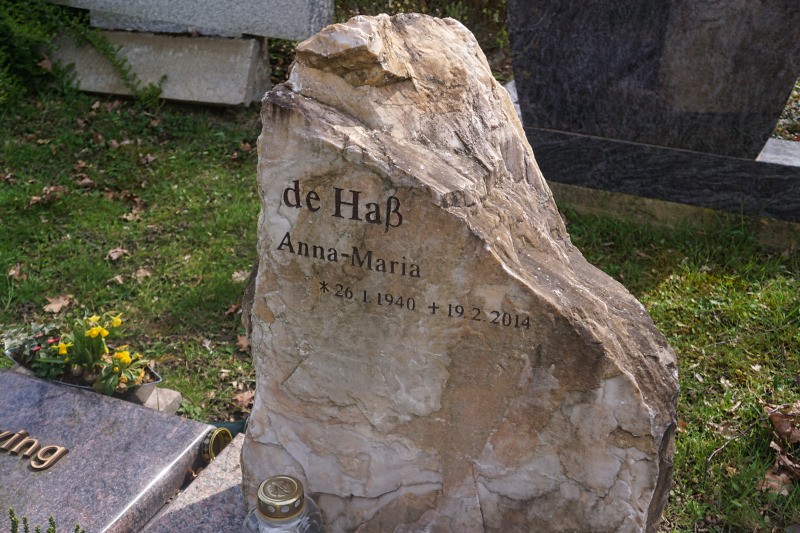 de Haß
Anna-Maria
* 26.1.1940 + 19.2.2014